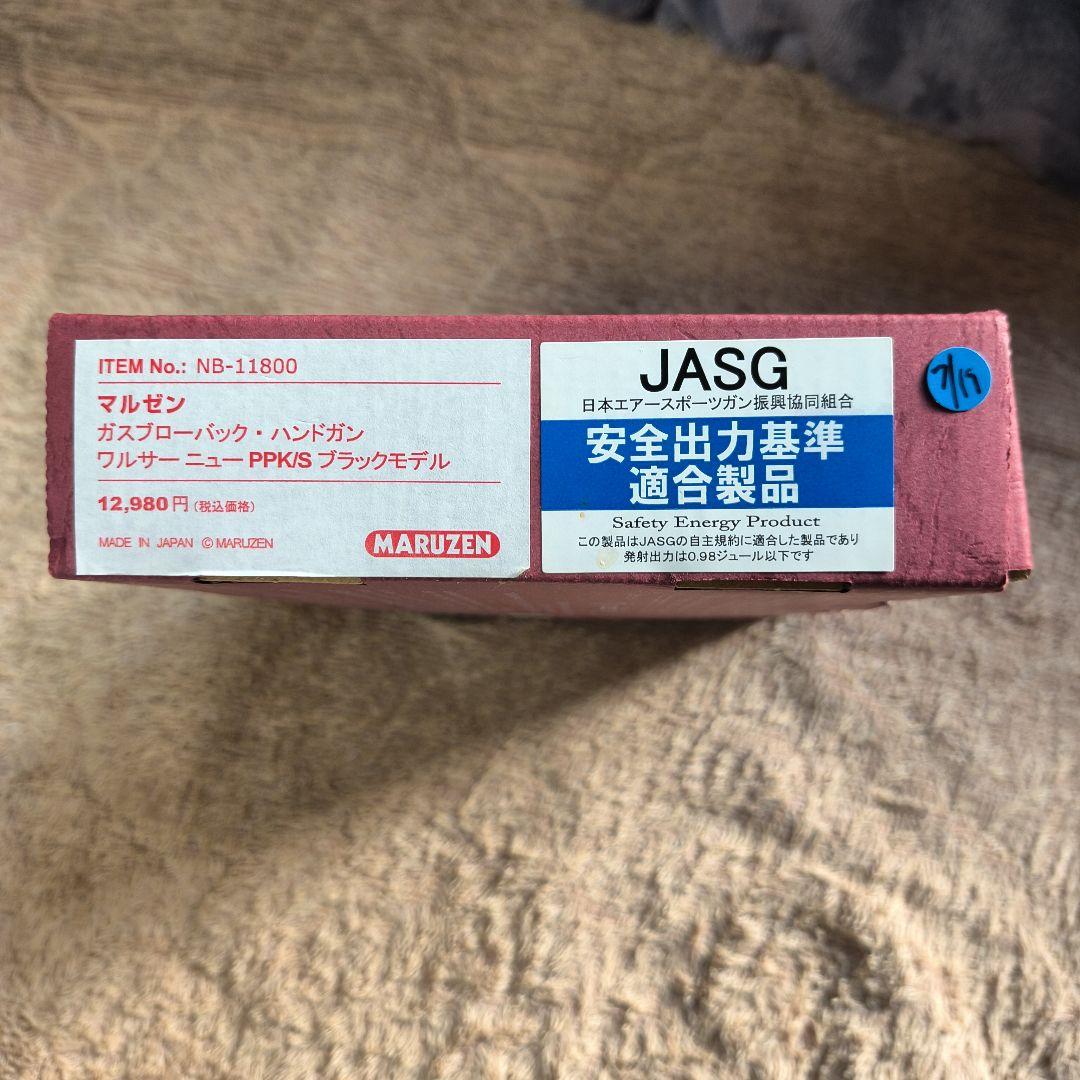 ITEM No.: NB-11800
マルゼン
ガスブローバック・ハンドガン
ワルサー ニュー PPK/S ブラックモデル
12,980円(税込価格)
MADE IN JAPAN ©MARUZEN
MARUZEN
JASG
日本エアースポーツガン振興協同組合
安全出力基準
適合製品
Safety Energy Product
この製品はJASGの自主規約に適合した製品であり
発射出力は0.98ジュール以下です